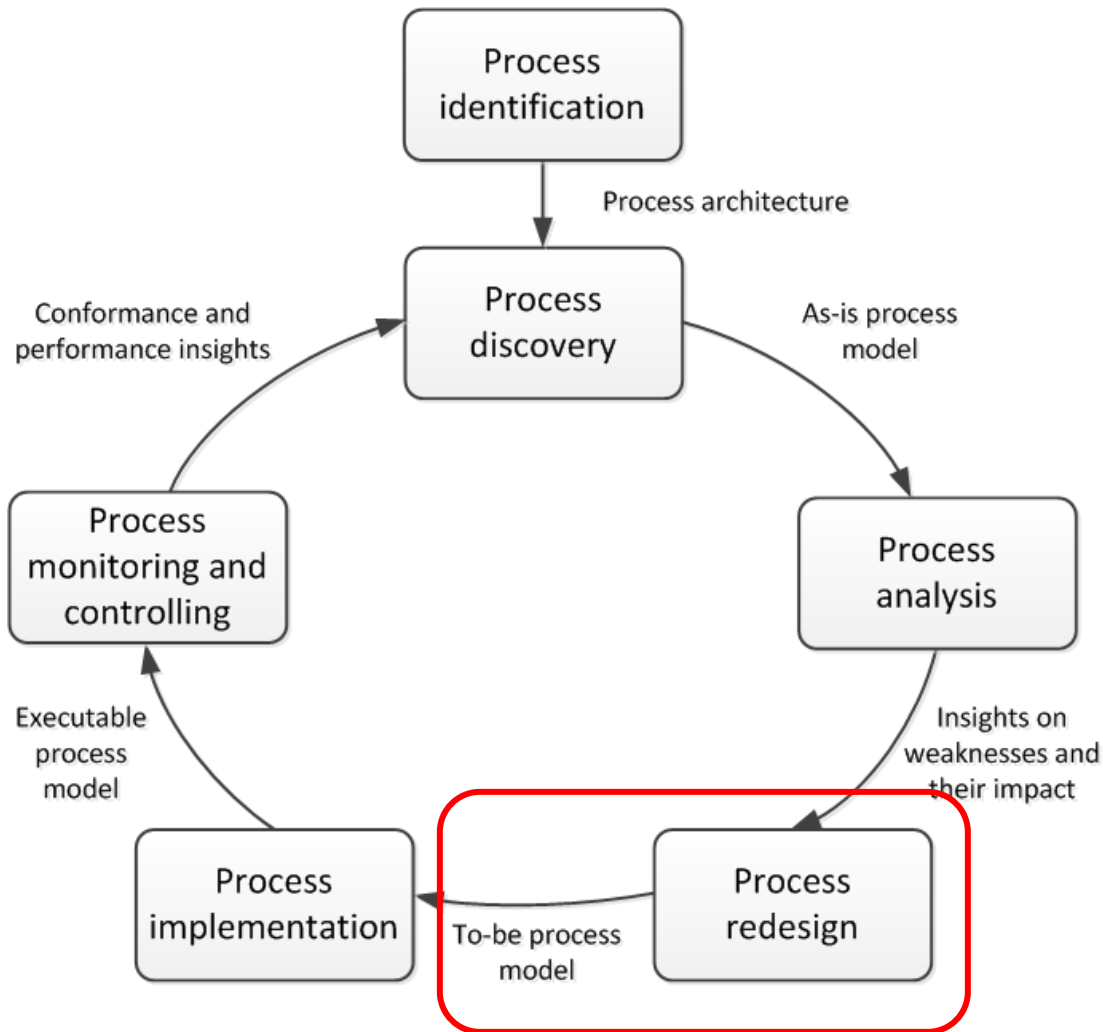 Process
identification
Process architecture
Process
discovery
As-is process
model
Process
analysis
Insights on
weaknesses and
their impact
Process
redesign
To-be process
model
Process
implementation
Executable
process
model
Process
monitoring and
controlling
Conformance and
performance insights